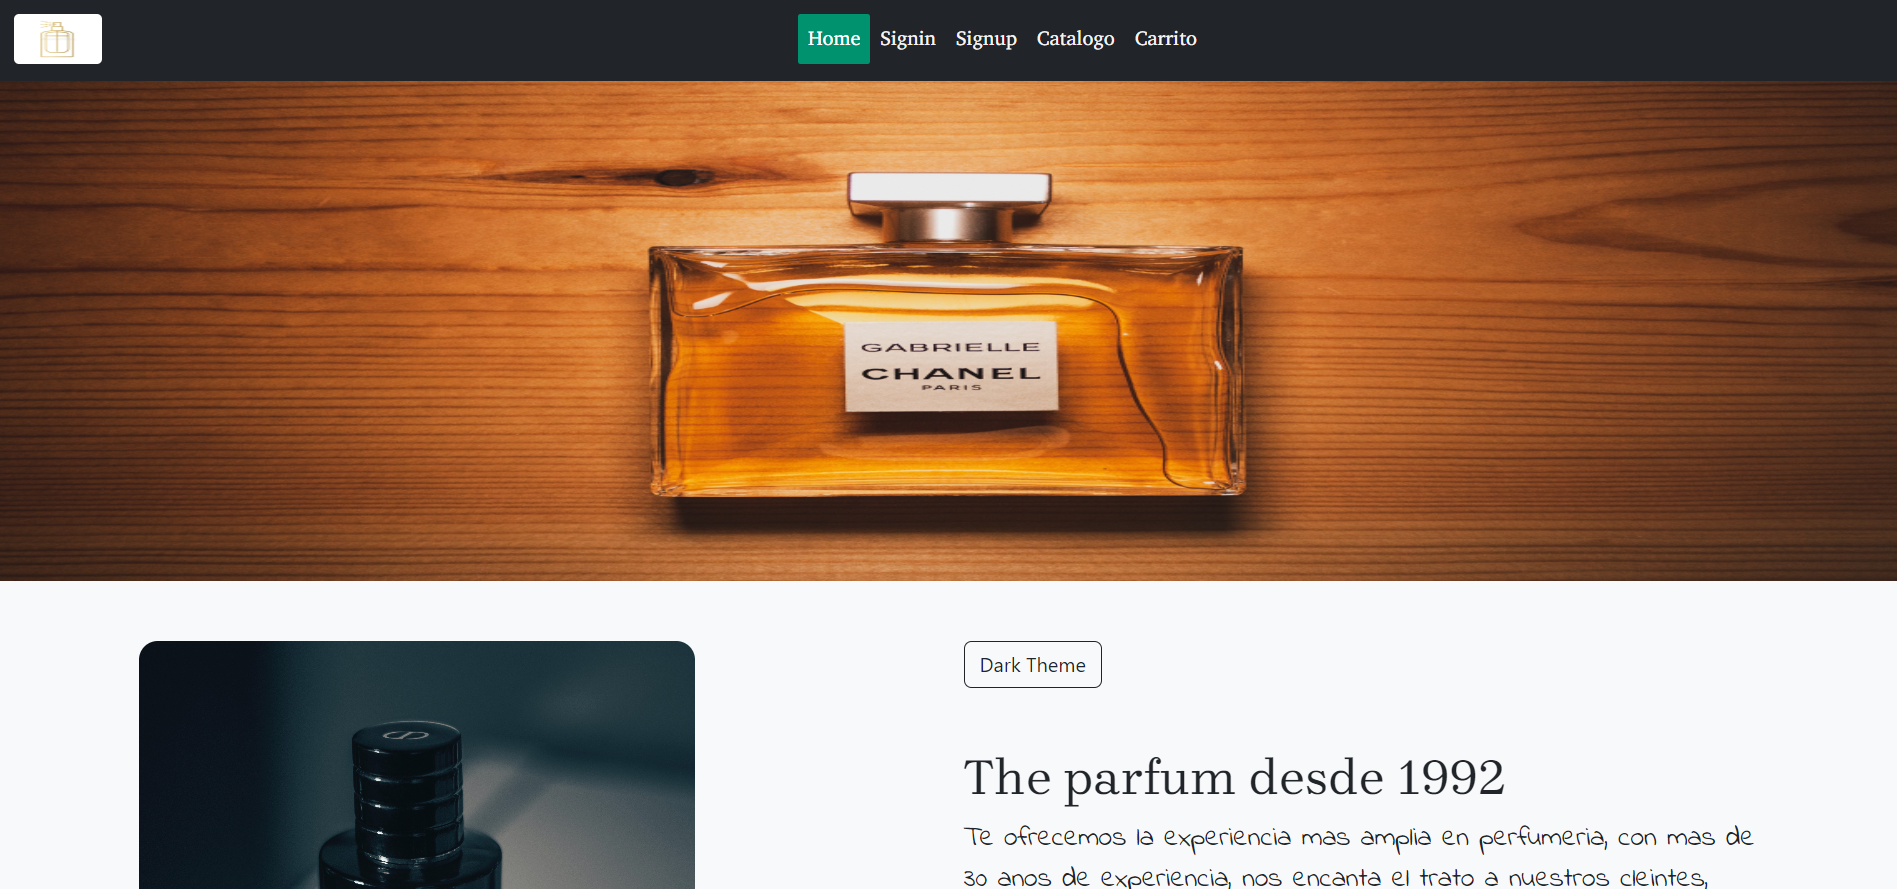 Home Signin Signup Catalogo Carrito
GABRIELLE
CHANEL
PARIS
Dark Theme
The parfum desde 1992
Te ofrecemos la experiencia mas amplia en perfumeria, con mas de
30 anos de experiencia, nos encanta el trato a nuestros cleintes,